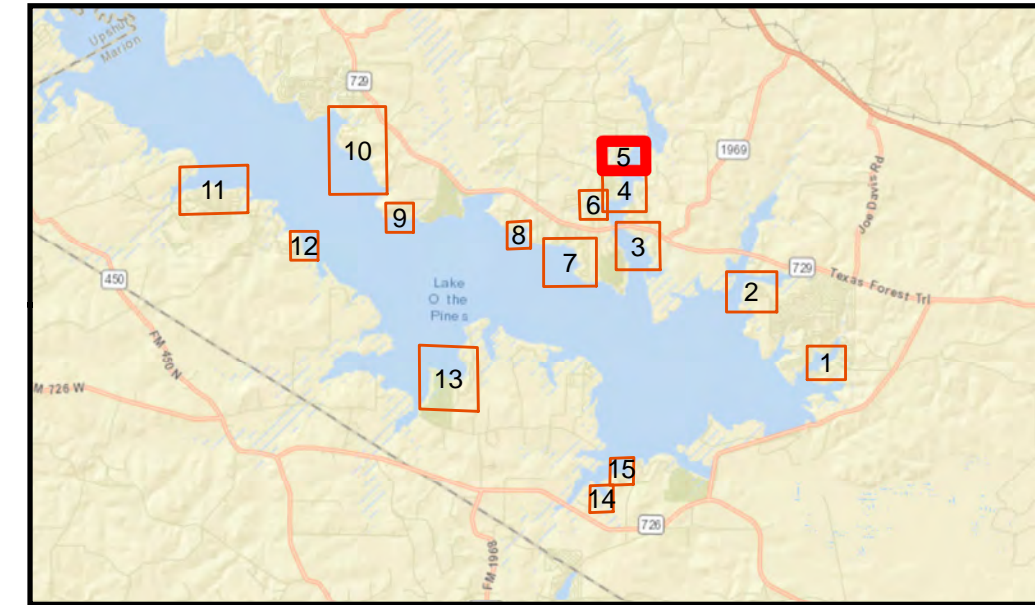 Upshur
Marion
729
5
1969
10
4
11
6
9
Joe Davis Rd
8
12
3
7
729
450
Lake
O the
Pines
2
Texas Forest Trl
FM 450 N
1
13
M 726 W
15
14
726
FM 1968